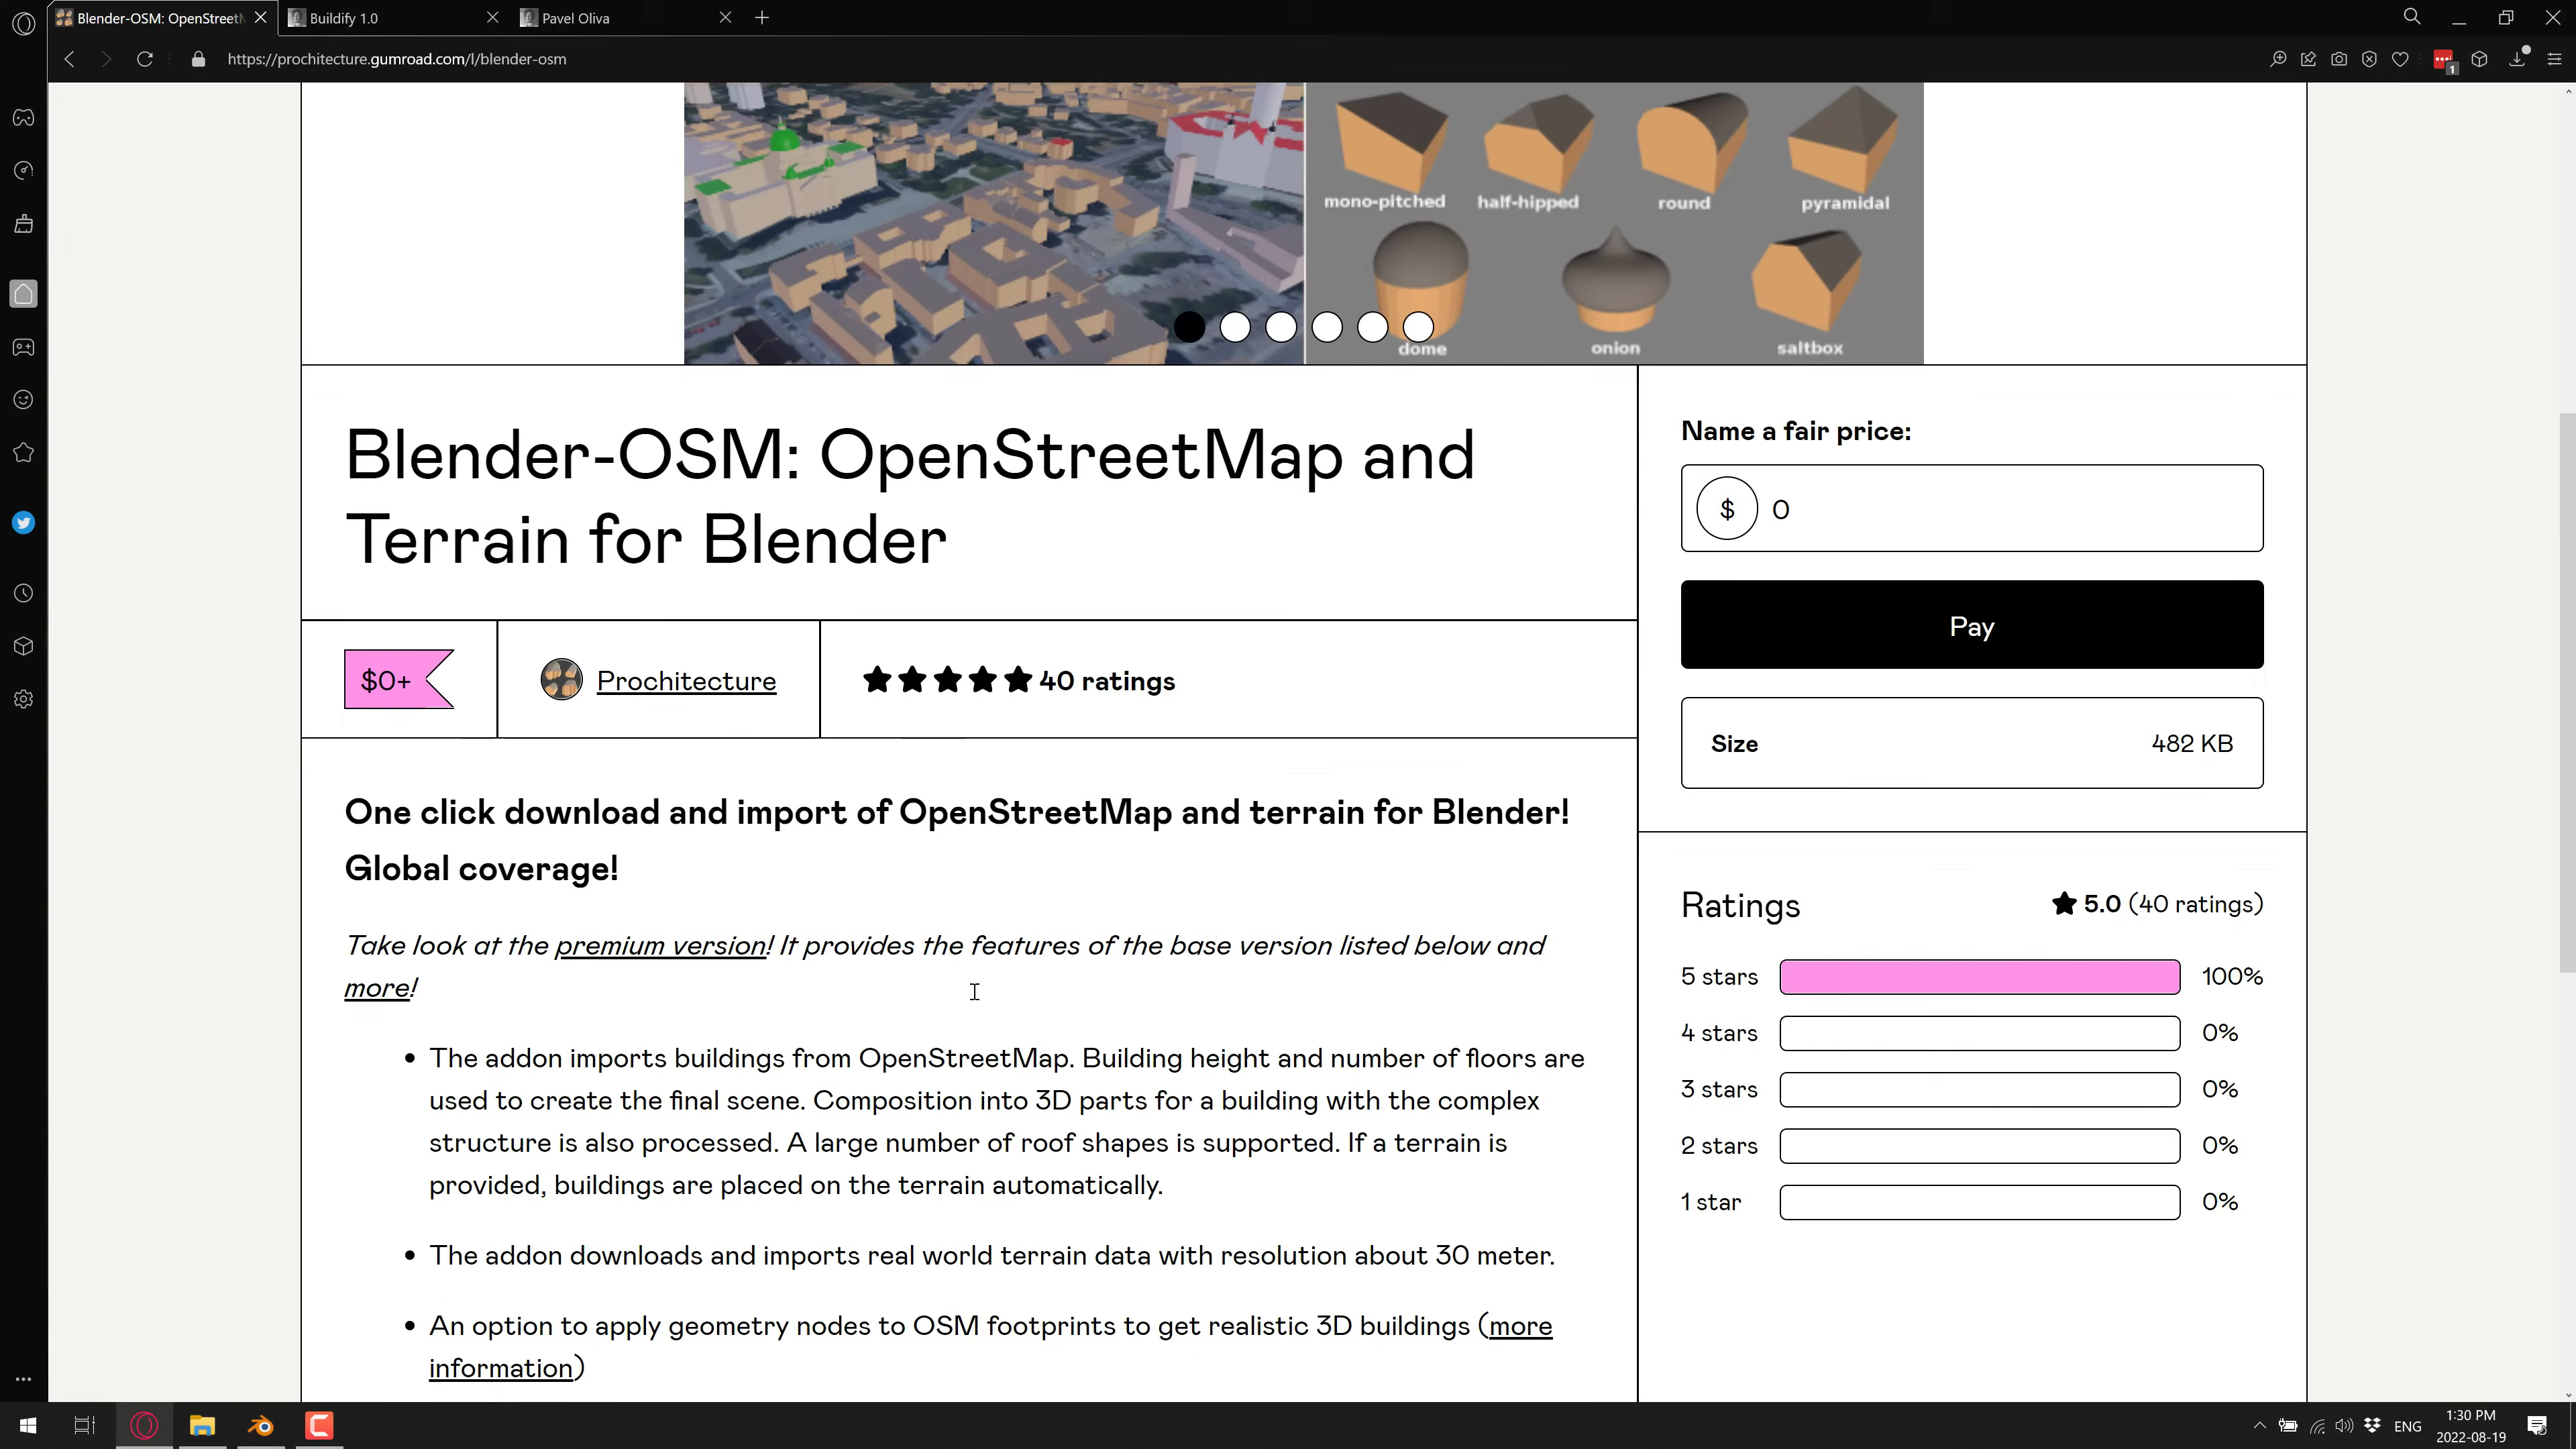 Blender-OSM: OpenStreetM
Buildify 1.0
Pavel Oliva
https://prochitecture.gumroad.com/l/blender-osm
1
mono-pitched
half-hipped
round
pyramidal
dome
onion
saltbox
Blender-OSM: OpenStreetMap and
Terrain for Blender
$0+
Prochitecture
40 ratings
One click download and import of OpenStreetMap and terrain for Blender!
Global coverage!
Take look at the premium version! It provides the features of the base version listed below and
more!
• The addon imports buildings from OpenStreetMap. Building height and number of floors are
used to create the final scene. Composition into 3D parts for a building with the complex
structure is also processed. A large number of roof shapes is supported. If a terrain is
provided, buildings are placed on the terrain automatically.
• The addon downloads and imports real world terrain data with resolution about 30 meter.
• An option to apply geometry nodes to OSM footprints to get realistic 3D buildings (more
information)
Name a fair price:
$ 0
Pay
Size 482 KB
Ratings 5.0 (40 ratings)
5 stars 100%
4 stars 0%
3 stars 0%
2 stars 0%
1 star 0%
ENG
1:30 PM
2022-08-19